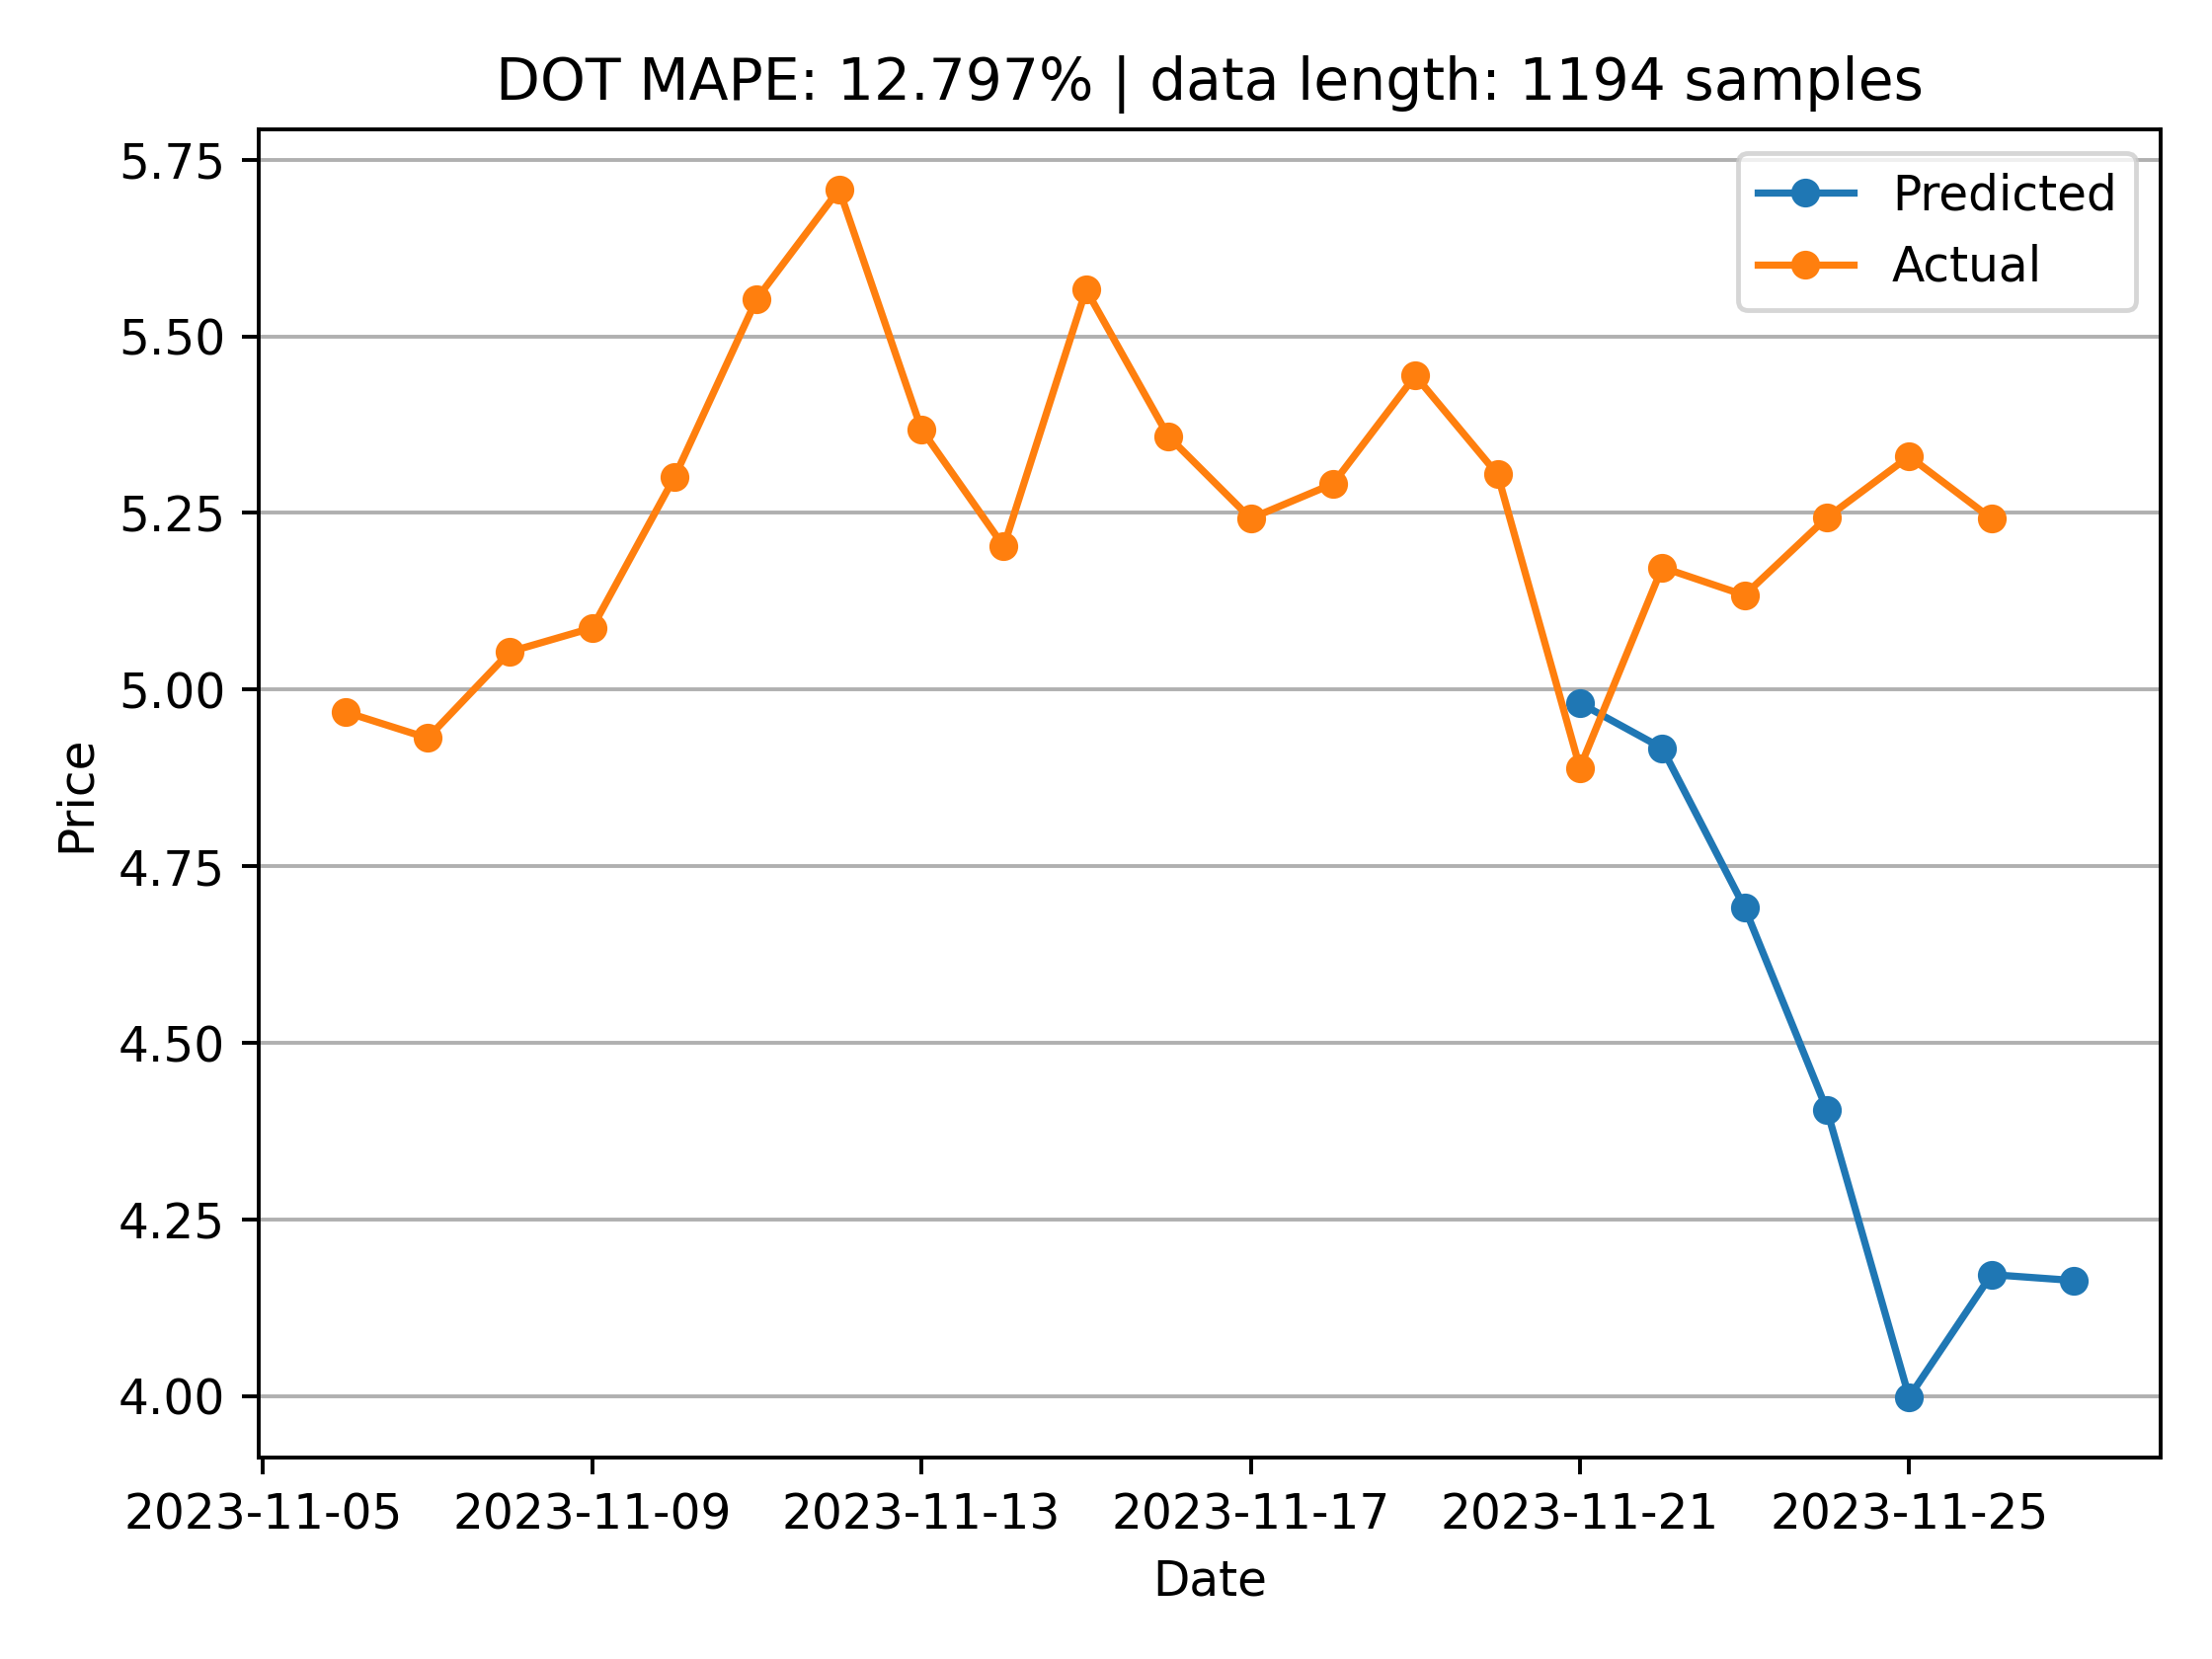 DOT MAPE: 12.797% | data length: 1194 samples
Predicted
Actual
Price
5.75
5.50
5.25
5.00
4.75
4.50
4.25
4.00
2023-11-05 2023-11-09 2023-11-13 2023-11-17 2023-11-21 2023-11-25
Date